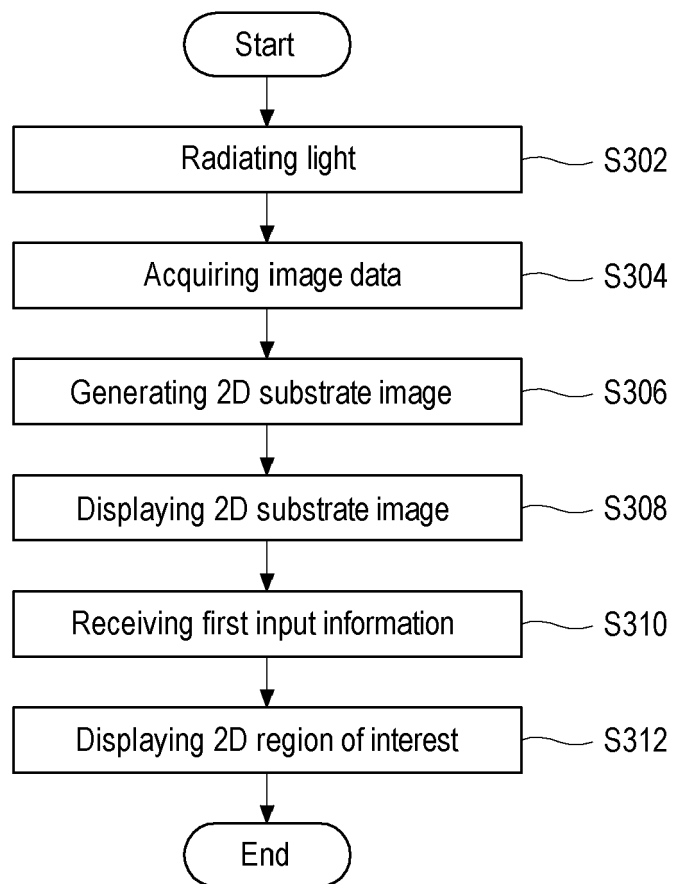 Start
Radiating light
S302
Acquiring image data
S304
Generating 2D substrate image
S306
Displaying 2D substrate image
S308
Receiving first input information
S310
Displaying 2D region of interest
S312
End